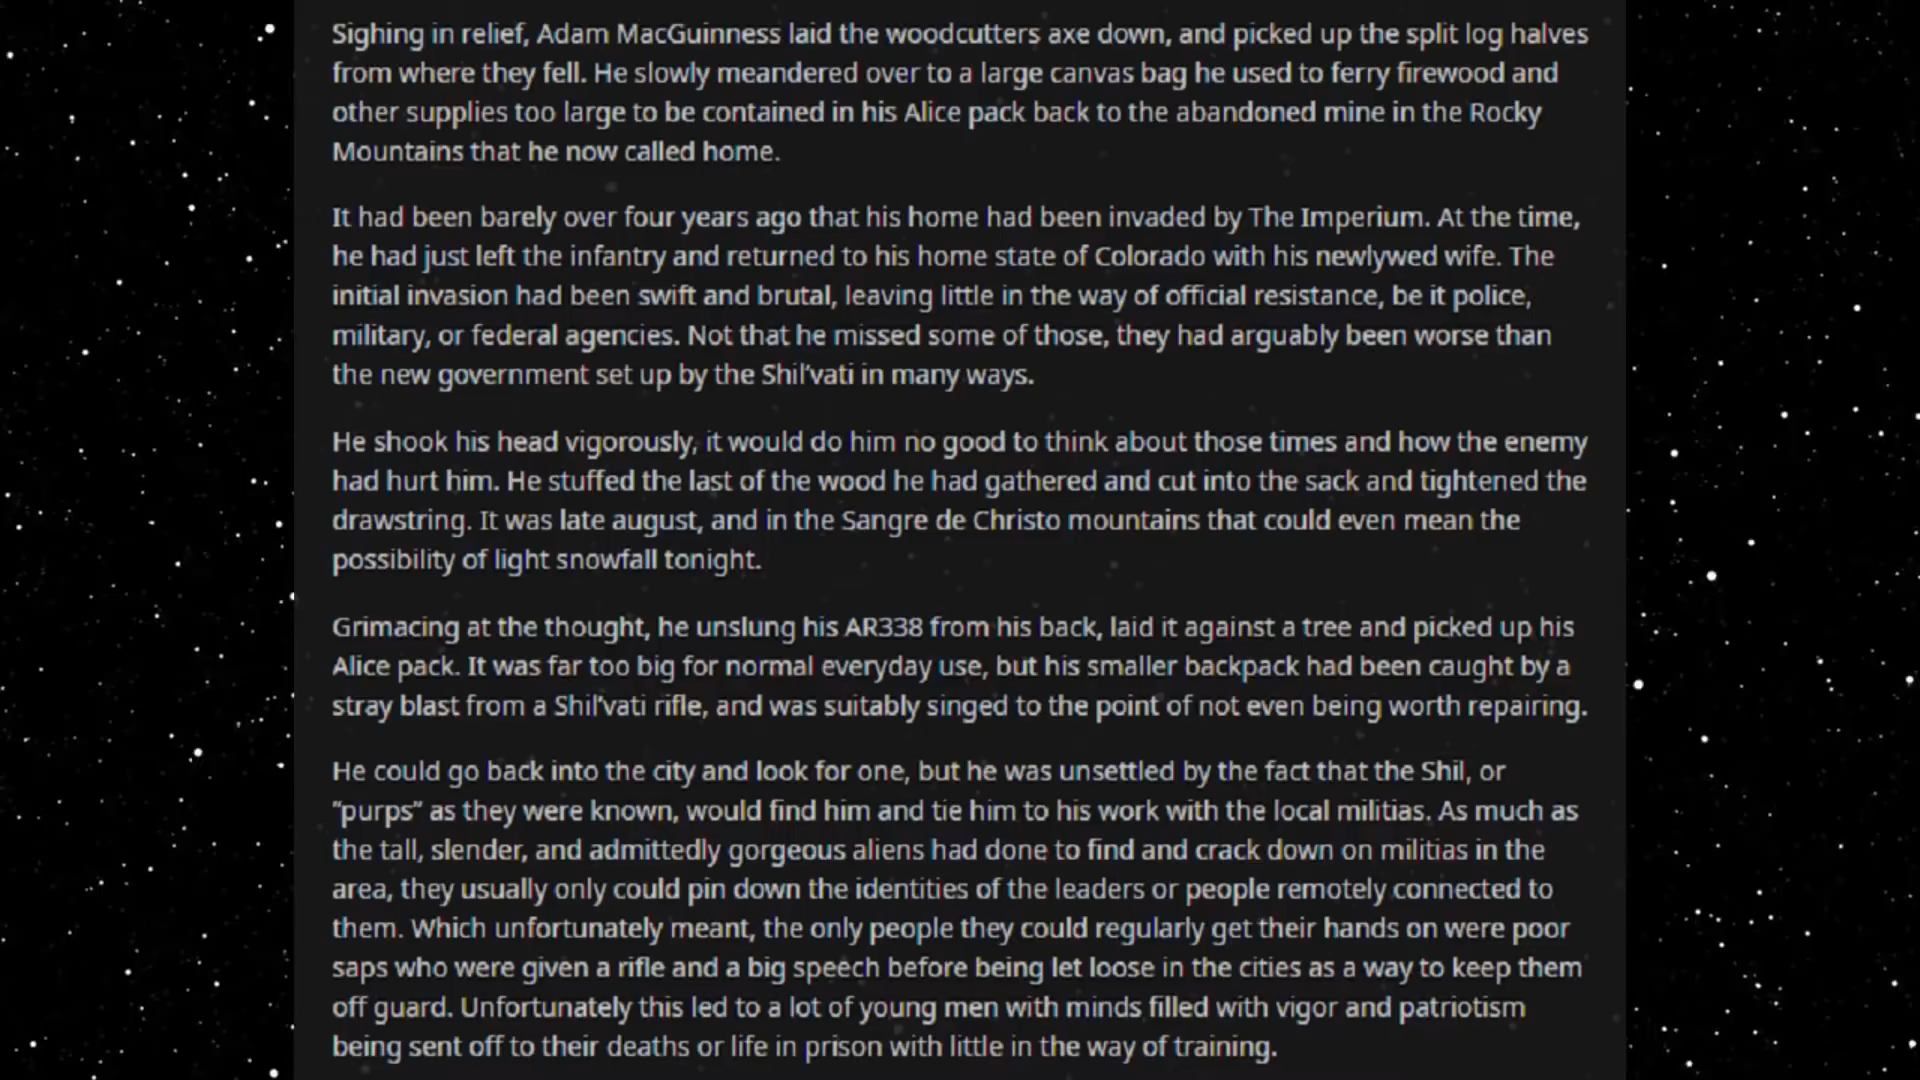 Sighing in relief, Adam MacGuinness laid the woodcutters axe down, and picked up the split log halves
from where they fell. He slowly meandered over to a large canvas bag he used to ferry firewood and
other supplies too large to be contained in his Alice pack back to the abandoned mine in the Rocky
Mountains that he now called home.
It had been barely over four years ago that his home had been invaded by The Imperium. At the time,
he had just left the infantry and returned to his home state of Colorado with his newlywed wife. The
initial invasion had been swift and brutal, leaving little in the way of official resistance, be it police,
military, or federal agencies. Not that he missed some of those, they had arguably been worse than
the new government set up by the Shil’vati in many ways.
He shook his head vigorously, it would do him no good to think about those times and how the enemy
had hurt him. He stuffed the last of the wood he had gathered and cut into the sack and tightened the
drawstring. It was late august, and in the Sangre de Christo mountains that could even mean the
possibility of light snowfall tonight.
Grimacing at the thought, he unslung his AR338 from his back, laid it against a tree and picked up his
Alice pack. It was far too big for normal everyday use, but his smaller backpack had been caught by a
stray blast from a Shil’vati rifle, and was suitably singed to the point of not even being worth repairing.
He could go back into the city and look for one, but he was unsettled by the fact that the Shil, or
“purps” as they were known, would find him and tie him to his work with the local militias. As much as
the tall, slender, and admittedly gorgeous aliens had done to find and crack down on militias in the
area, they usually only could pin down the identities of the leaders or people remotely connected to
them. Which unfortunately meant, the only people they could regularly get their hands on were poor
saps who were given a rifle and a big speech before being let loose in the cities as a way to keep them
off guard. Unfortunately this led to a lot of young men with minds filled with vigor and patriotism
being sent off to their deaths or life in prison with little in the way of training.